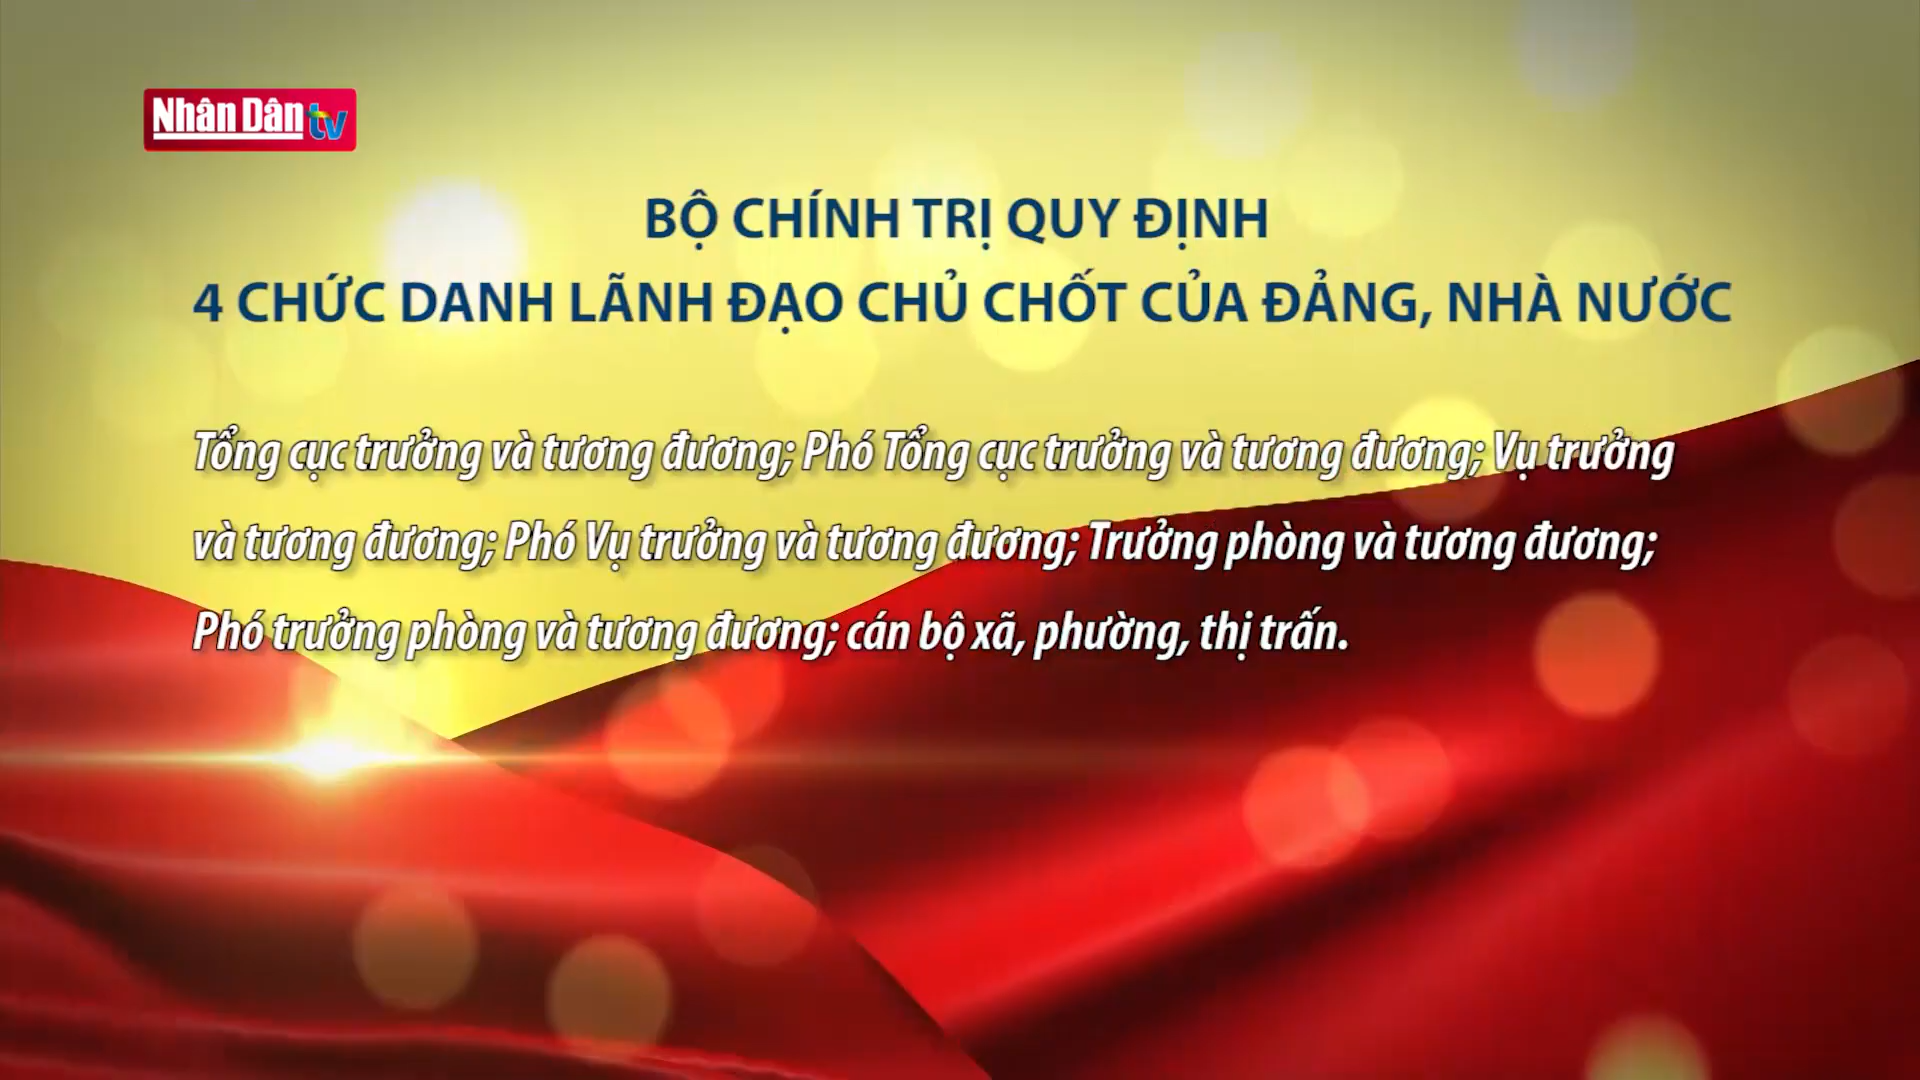 Nhân Dân tv
BỘ CHÍNH TRỊ QUY ĐỊNH
4 CHỨC DANH LÃNH ĐẠO CHỦ CHỐT CỦA ĐẢNG, NHÀ NƯỚC
Tổng cục trưởng và tương đương; Phó Tổng cục trưởng và tương đương; Vụ trưởng
và tương đương; Phó Vụ trưởng và tương đương; Trưởng phòng và tương đương;
Phó trưởng phòng và tương đương; cán bộ xã, phường, thị trấn.